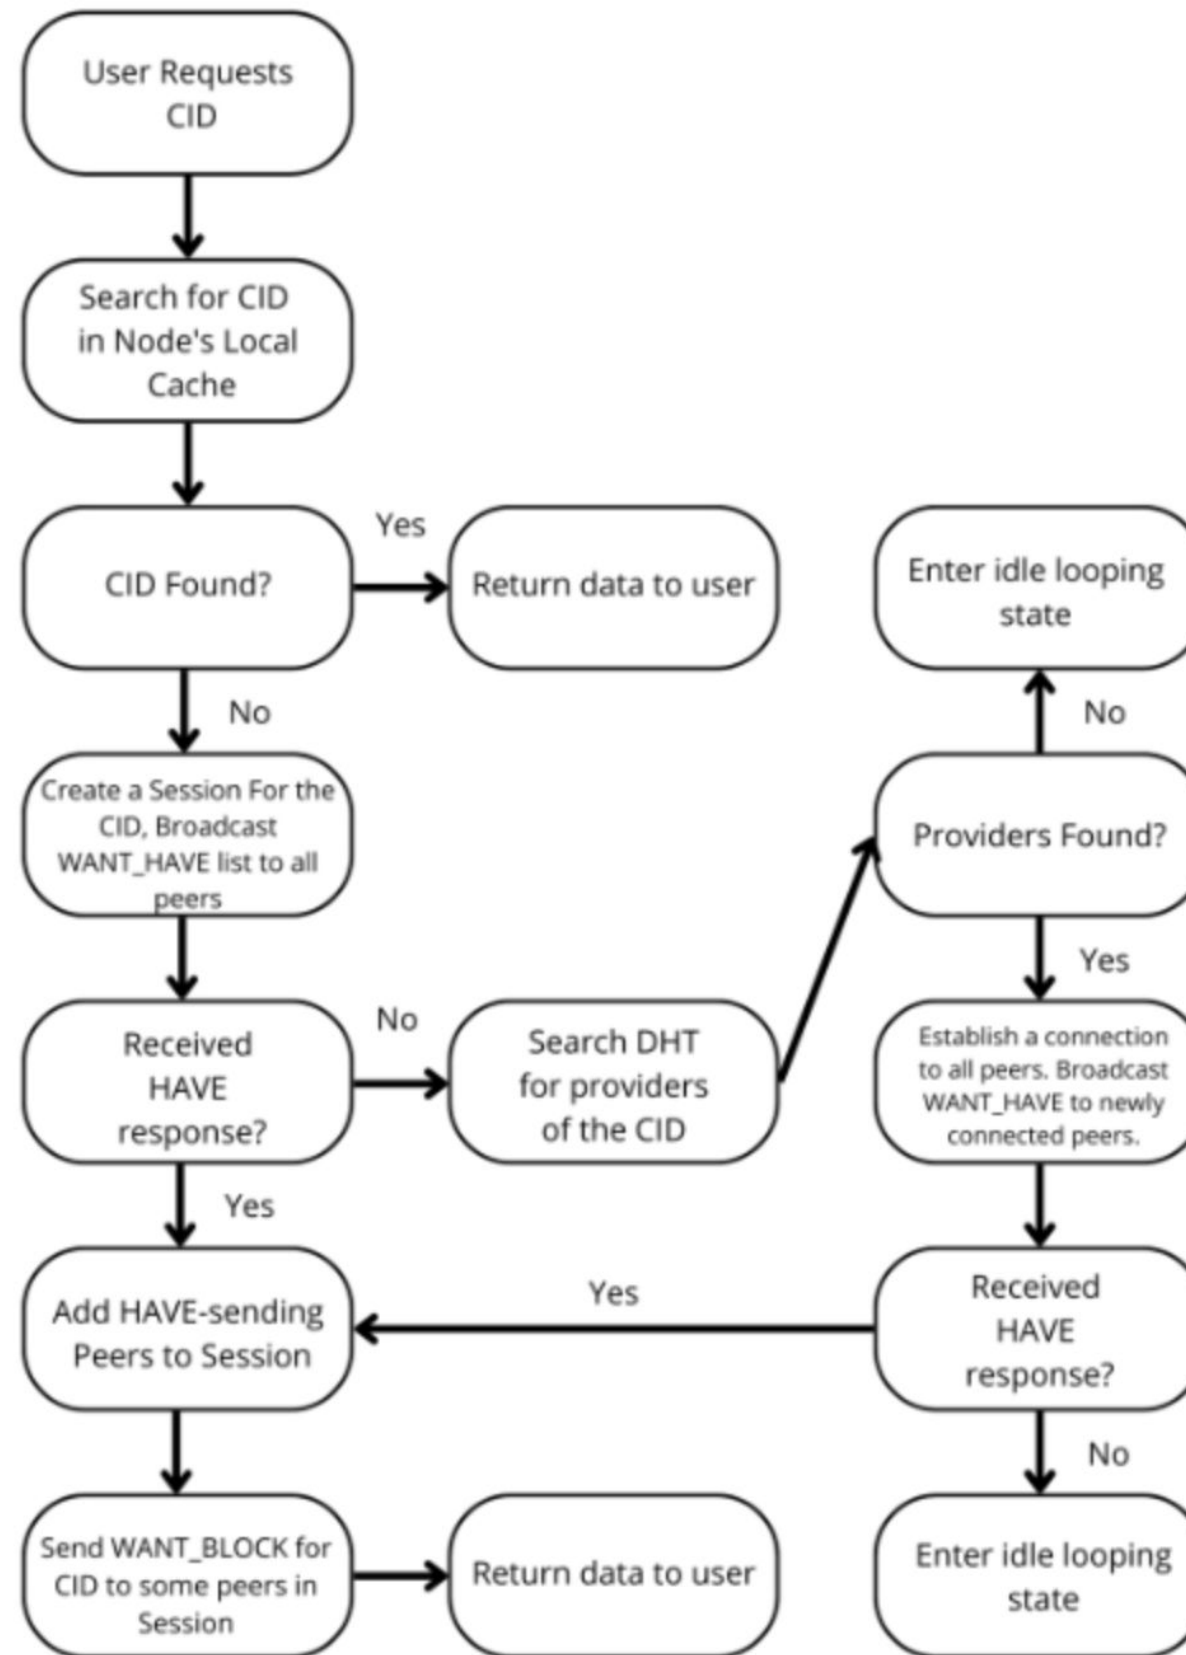 User Requests
CID
Search for CID
in Node's Local
Cache
CID Found?
Yes
Return data to user
No
Create a Session For the
CID, Broadcast
WANT_HAVE list to all
peers
Received
HAVE
response?
No
Search DHT
for providers
of the CID
Yes
Add HAVE-sending
Peers to Session
Send WANT_BLOCK for
CID to some peers in
Session
Return data to user
Enter idle looping
state
No
Providers Found?
Yes
Establish a connection
to all peers. Broadcast
WANT_HAVE to newly
connected peers.
Received
HAVE
response?
Yes
No
Enter idle looping
state